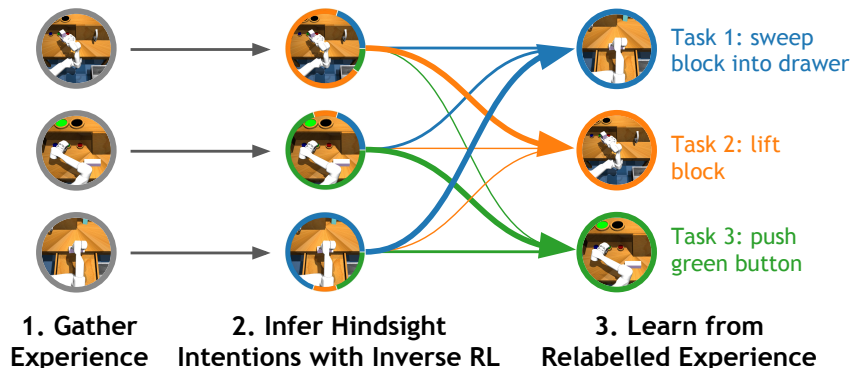 Task 1: sweep
block into drawer
Task 2: lift
block
Task 3: push
green button
1. Gather
Experience
2. Infer Hindsight
Intentions with Inverse RL
3. Learn from
Relabelled Experience